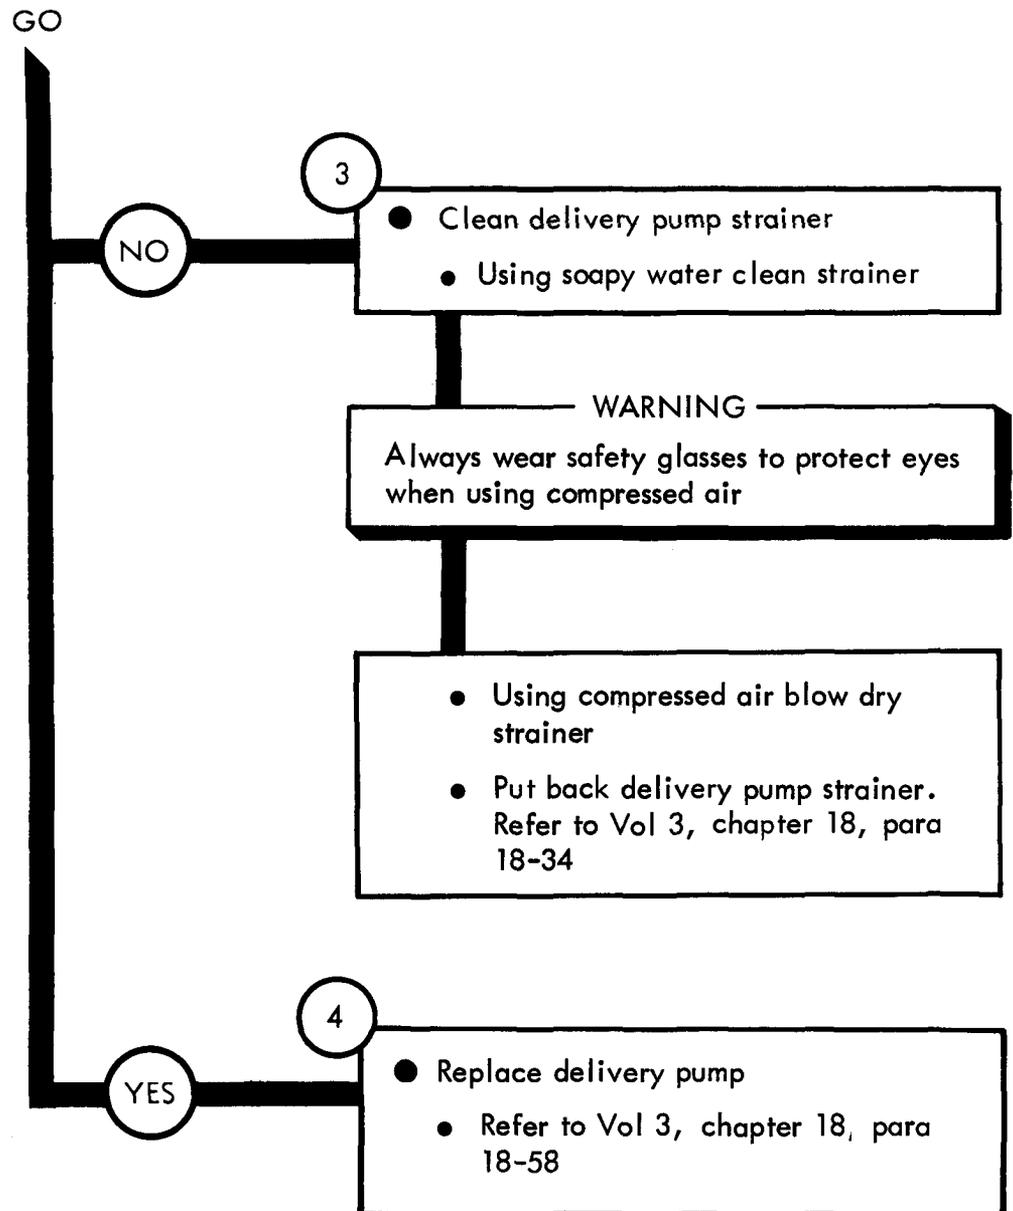 GO
3
NO
● Clean delivery pump strainer
● Using soapy water clean strainer
WARNING
Always wear safety glasses to protect eyes
when using compressed air
● Using compressed air blow dry
strainer
● Put back delivery pump strainer.
Refer to Vol 3, chapter 18, para
18-34
4
YES
● Replace delivery pump
● Refer to Vol 3, chapter 18, para
18-58